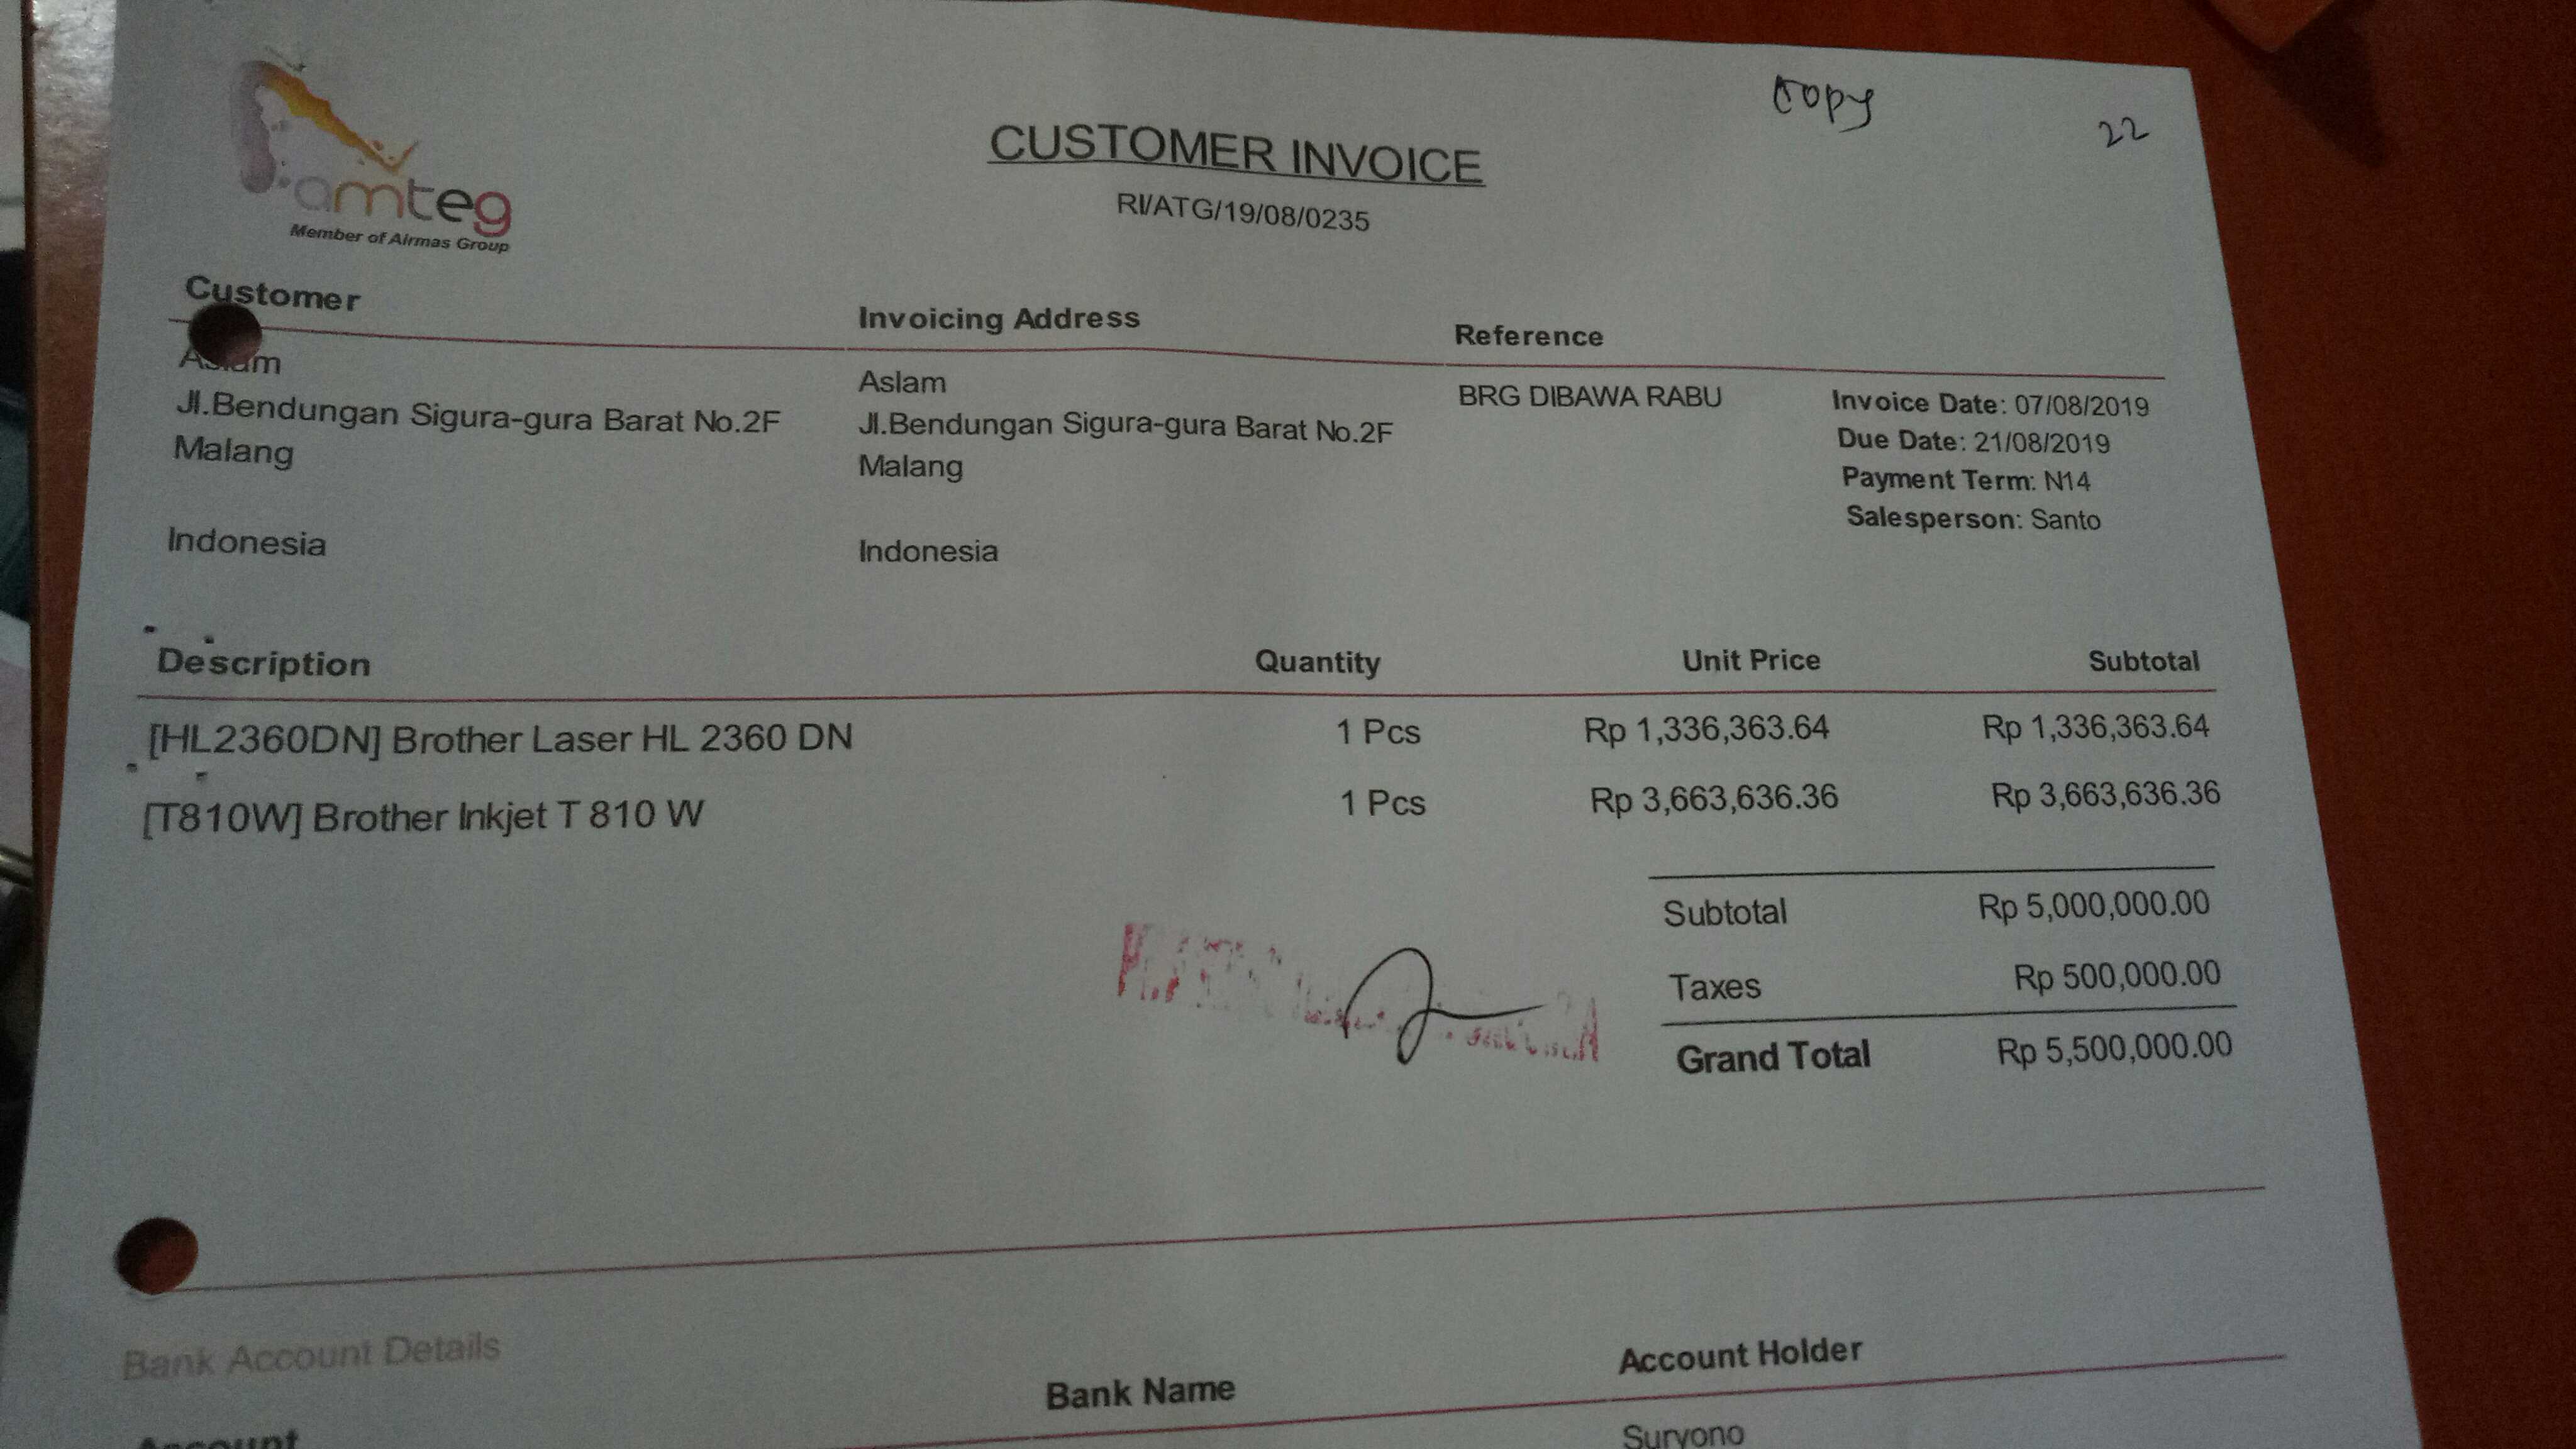 copy
22
amteg
Member of Airmas Group
CUSTOMER INVOICE
RI/ATG/19/08/0235
Customer Invoicing Address Reference
Aslam Aslam BRG DIBAWA RABU Invoice Date: 07/08/2019
Jl.Bendungan Sigura-gura Barat No.2F Jl.Bendungan Sigura-gura Barat No.2F Due Date: 21/08/2019
Malang Malang Payment Term: N14
Salesperson: Santo
Indonesia Indonesia
Description Quantity Unit Price Subtotal
[HL2360DN] Brother Laser HL 2360 DN 1 Pcs Rp 1,336,363.64 Rp 1,336,363.64
[T810W] Brother Inkjet T 810 W 1 Pcs Rp 3,663,636.36 Rp 3,663,636.36
Subtotal Rp 5,000,000.00
Taxes Rp 500,000.00
Grand Total Rp 5,500,000.00
Bank Account Details
Account Bank Name Account Holder
Suryono